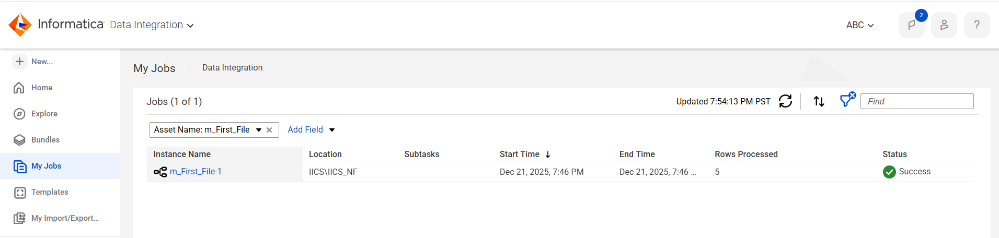 Informatica Data Integration ABC 2 ?
New...
Home
Explore
Bundles
My Jobs
Templates
My Import/Export...
My Jobs Data Integration
Jobs (1 of 1) Updated 7:54:13 PM PST Find
Asset Name: m_First_File Add Field
Instance Name Location Subtasks Start Time End Time Rows Processed Status
m_First_File-1 IICS\IICS_NF Dec 21, 2025, 7:46 PM Dec 21, 2025, 7:46 ... 5 Success